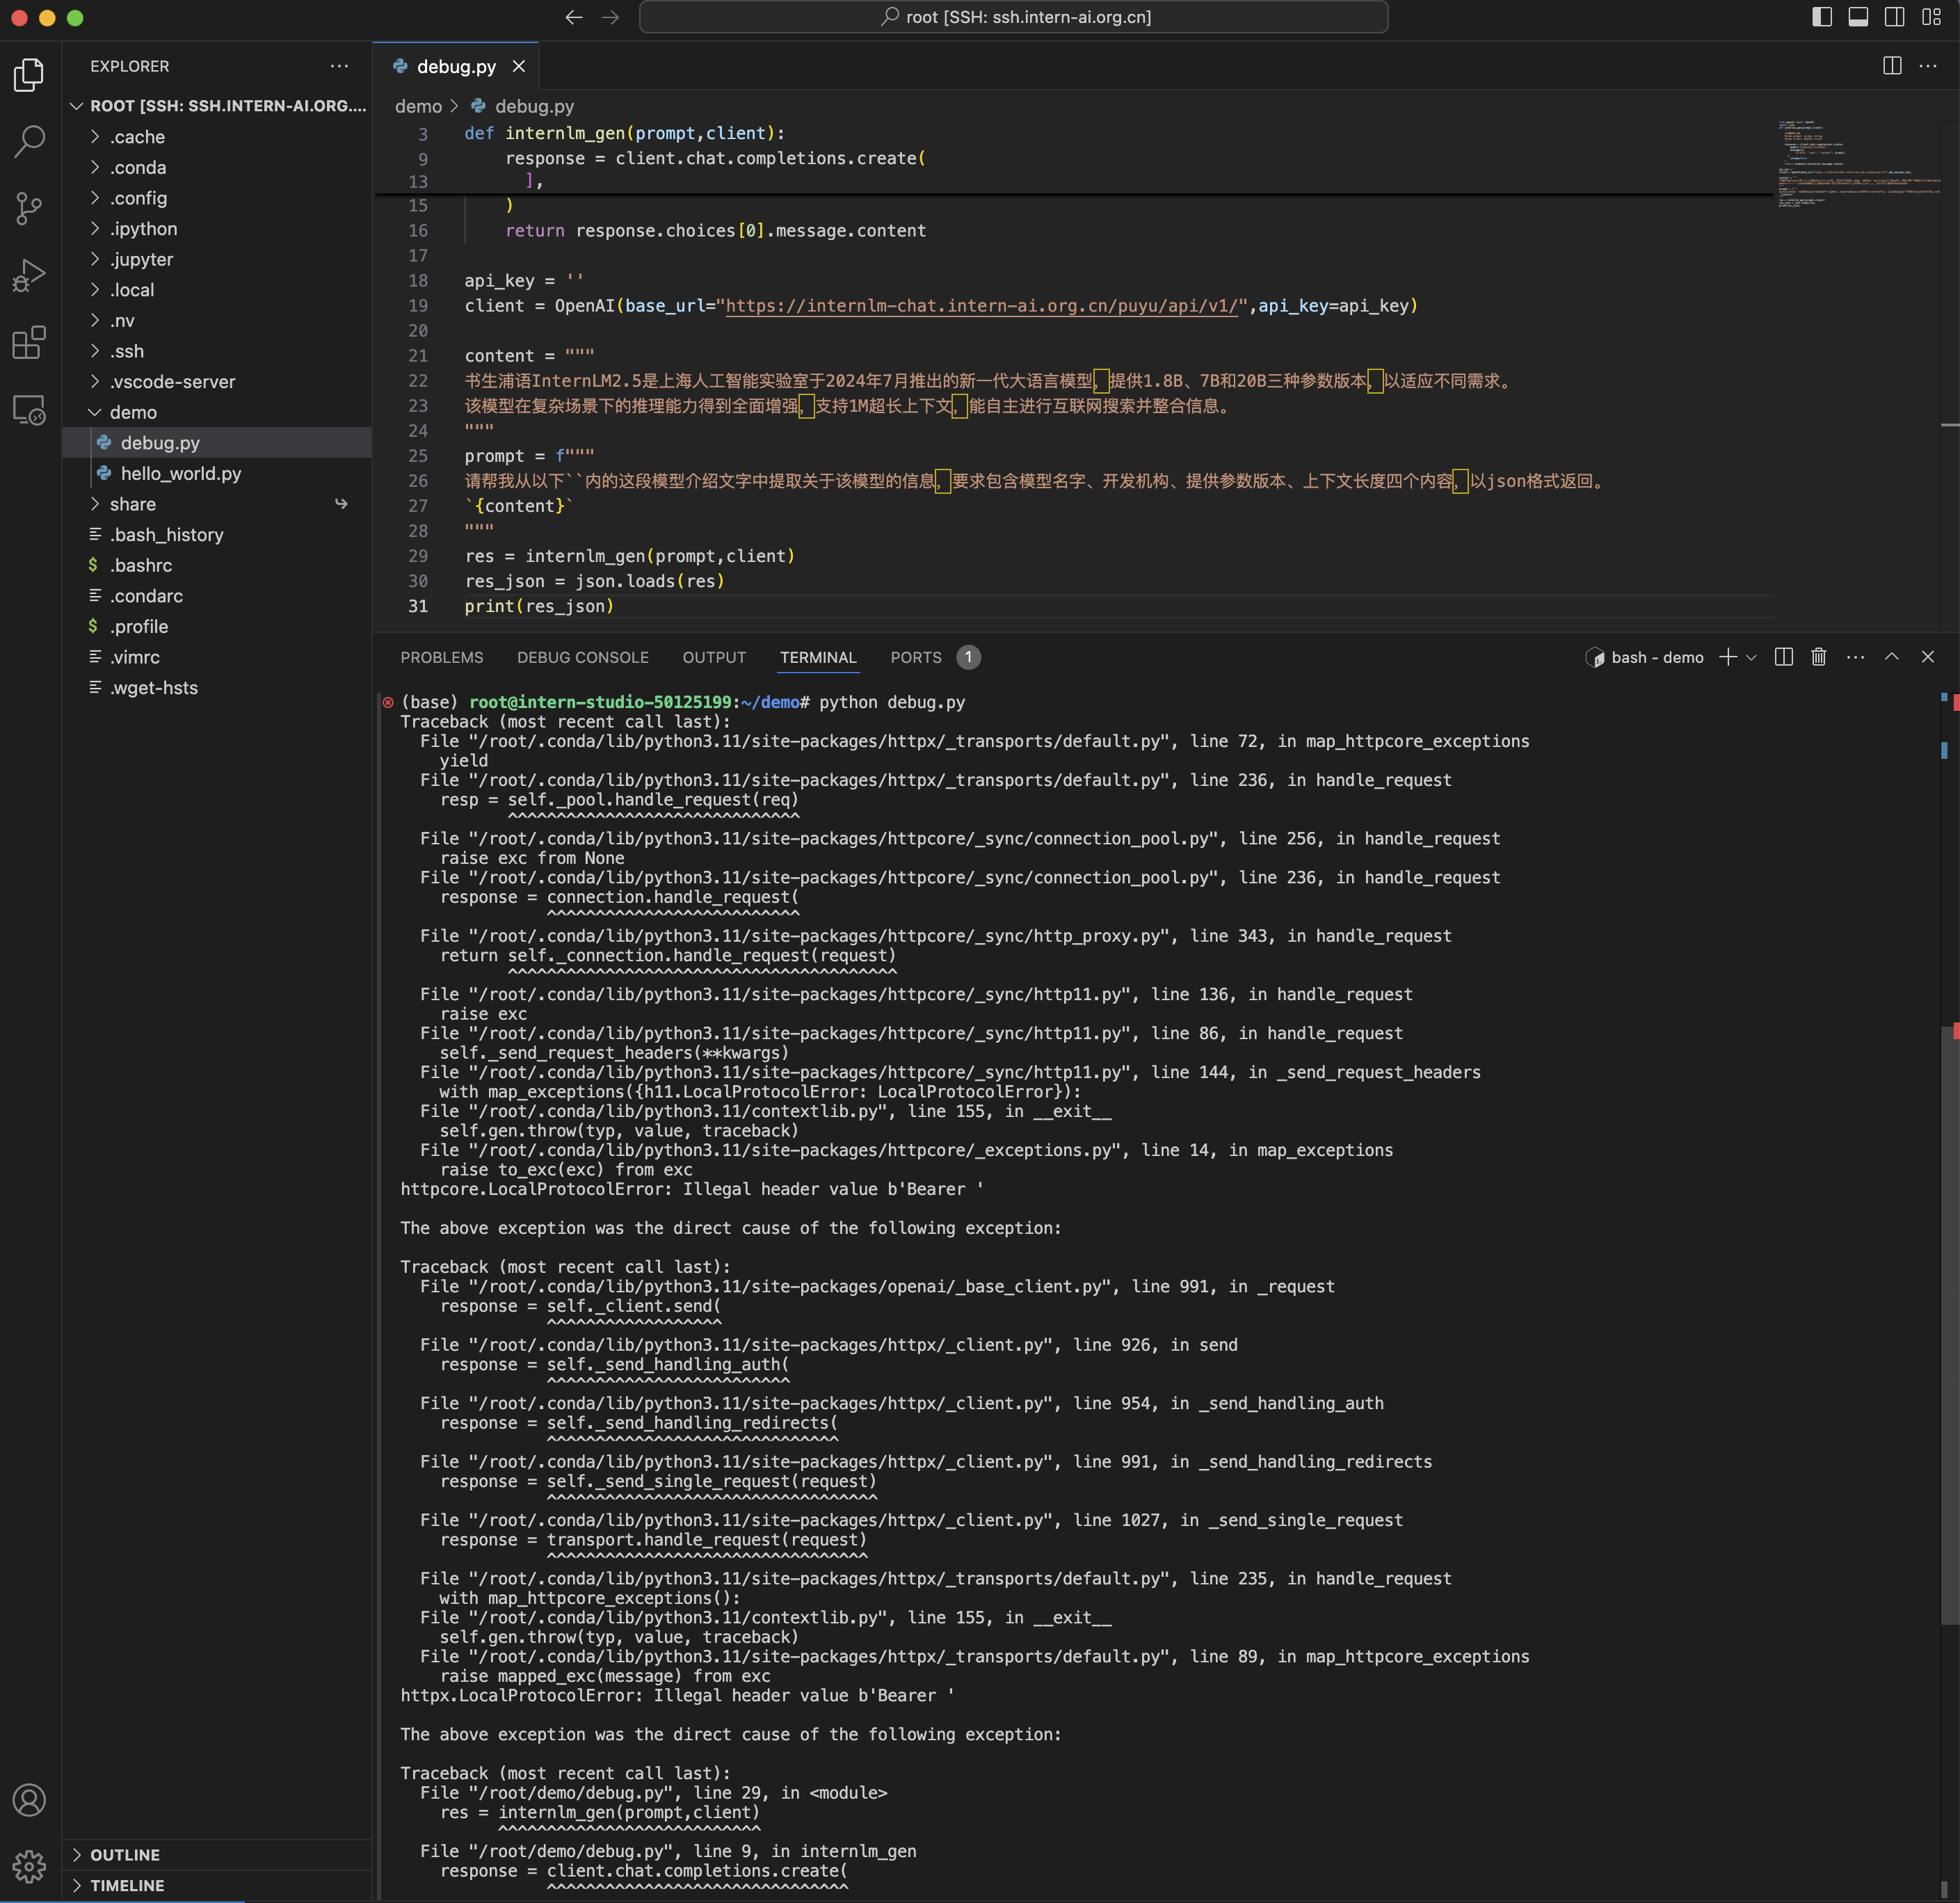 root [SSH: ssh.intern-ai.org.cn]
EXPLORER
ROOT [SSH: SSH.INTERN-AI.ORG....
.cache
.conda
.config
.ipython
.jupyter
.local
.nv
.ssh
.vscode-server
demo
debug.py
hello_world.py
share
.bash_history
.bashrc
.condarc
.profile
.vimrc
.wget-hsts
OUTLINE
TIMELINE
debug.py
demo > debug.py
3 def internlm_gen(prompt,client):
9 response = client.chat.completions.create(
13 ],
15 )
16 return response.choices[0].message.content
17
18 api_key = ''
19 client = OpenAI(base_url="https://internlm-chat.intern-ai.org.cn/puyu/api/v1/",api_key=api_key)
20
21 content = """
22 书生浦语InternLM2.5是上海人工智能实验室于2024年7月推出的新一代大语言模型，提供1.8B、7B和20B三种参数版本，以适应不同需求。
23 该模型在复杂场景下的推理能力得到全面增强，支持1M超长上下文，能自主进行互联网搜索并整合信息。
24 """
25 prompt = f"""
26 请帮我从以下``内的这段模型介绍文字中提取关于该模型的信息，要求包含模型名字、开发机构、提供参数版本、上下文长度四个内容，以json格式返回。
27 `{content}`
28 """
29 res = internlm_gen(prompt,client)
30 res_json = json.loads(res)
31 print(res_json)
PROBLEMS DEBUG CONSOLE OUTPUT TERMINAL PORTS 1
bash - demo
(base) root@intern-studio-50125199:~/demo# python debug.py
Traceback (most recent call last):
File "/root/.conda/lib/python3.11/site-packages/httpx/_transports/default.py", line 72, in map_httpcore_exceptions
yield
File "/root/.conda/lib/python3.11/site-packages/httpx/_transports/default.py", line 236, in handle_request
resp = self._pool.handle_request(req)
^^^^^^^^^^^^^^^^^^^^^^^^^^^^^^
File "/root/.conda/lib/python3.11/site-packages/httpcore/_sync/connection_pool.py", line 256, in handle_request
raise exc from None
File "/root/.conda/lib/python3.11/site-packages/httpcore/_sync/connection_pool.py", line 236, in handle_request
response = connection.handle_request(
^^^^^^^^^^^^^^^^^^^^^^^^^^
File "/root/.conda/lib/python3.11/site-packages/httpcore/_sync/http_proxy.py", line 343, in handle_request
return self._connection.handle_request(request)
^^^^^^^^^^^^^^^^^^^^^^^^^^^^^^^^^^^^^^^^
File "/root/.conda/lib/python3.11/site-packages/httpcore/_sync/http11.py", line 136, in handle_request
raise exc
File "/root/.conda/lib/python3.11/site-packages/httpcore/_sync/http11.py", line 86, in handle_request
self._send_request_headers(**kwargs)
File "/root/.conda/lib/python3.11/site-packages/httpcore/_sync/http11.py", line 144, in _send_request_headers
with map_exceptions({h11.LocalProtocolError: LocalProtocolError}):
File "/root/.conda/lib/python3.11/contextlib.py", line 155, in __exit__
self.gen.throw(typ, value, traceback)
File "/root/.conda/lib/python3.11/site-packages/httpcore/_exceptions.py", line 14, in map_exceptions
raise to_exc(exc) from exc
httpcore.LocalProtocolError: Illegal header value b'Bearer '
The above exception was the direct cause of the following exception:
Traceback (most recent call last):
File "/root/.conda/lib/python3.11/site-packages/openai/_base_client.py", line 991, in _request
response = self._client.send(
^^^^^^^^^^^^^^^^^^
File "/root/.conda/lib/python3.11/site-packages/httpx/_client.py", line 926, in send
response = self._send_handling_auth(
^^^^^^^^^^^^^^^^^^^^^^^^^
File "/root/.conda/lib/python3.11/site-packages/httpx/_client.py", line 954, in _send_handling_auth
response = self._send_handling_redirects(
^^^^^^^^^^^^^^^^^^^^^^^^^^^^^^
File "/root/.conda/lib/python3.11/site-packages/httpx/_client.py", line 991, in _send_handling_redirects
response = self._send_single_request(request)
^^^^^^^^^^^^^^^^^^^^^^^^^^^^^^^^^^
File "/root/.conda/lib/python3.11/site-packages/httpx/_client.py", line 1027, in _send_single_request
response = transport.handle_request(request)
^^^^^^^^^^^^^^^^^^^^^^^^^^^^^^^^^
File "/root/.conda/lib/python3.11/site-packages/httpx/_transports/default.py", line 235, in handle_request
with map_httpcore_exceptions():
File "/root/.conda/lib/python3.11/contextlib.py", line 155, in __exit__
self.gen.throw(typ, value, traceback)
File "/root/.conda/lib/python3.11/site-packages/httpx/_transports/default.py", line 89, in map_httpcore_exceptions
raise mapped_exc(message) from exc
httpx.LocalProtocolError: Illegal header value b'Bearer '
The above exception was the direct cause of the following exception:
Traceback (most recent call last):
File "/root/demo/debug.py", line 29, in <module>
res = internlm_gen(prompt,client)
^^^^^^^^^^^^^^^^^^^^^^^^^^^
File "/root/demo/debug.py", line 9, in internlm_gen
response = client.chat.completions.create(
^^^^^^^^^^^^^^^^^^^^^^^^^^^^^^^